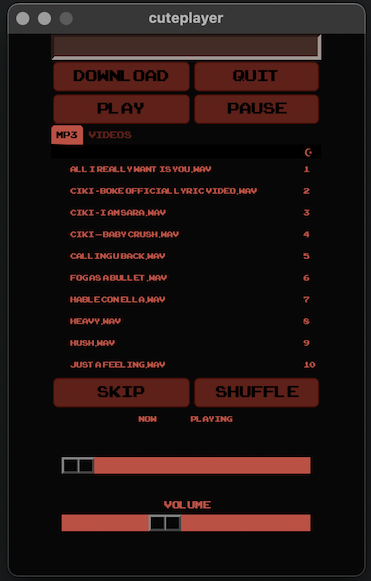 cuteplayer
DOWNLOAD QUIT
PLAY PAUSE
MP3 VIDEOS
ALL I REALLY WANT IS YOU.WAV 1
CIKI - BOKE OFFICIAL LYRIC VIDEO.WAV 2
CIKI - I AM SARA.WAV 3
CIKI — BABY CRUSH.WAV 4
CALLING U BACK.WAV 5
FOG AS A BULLET .WAV 6
HABLE CON ELLA.WAV 7
HEAVY.WAV 8
HUSH.WAV 9
JUST A FEELING.WAV 10
SKIP SHUFFLE
NOW PLAYING
VOLUME